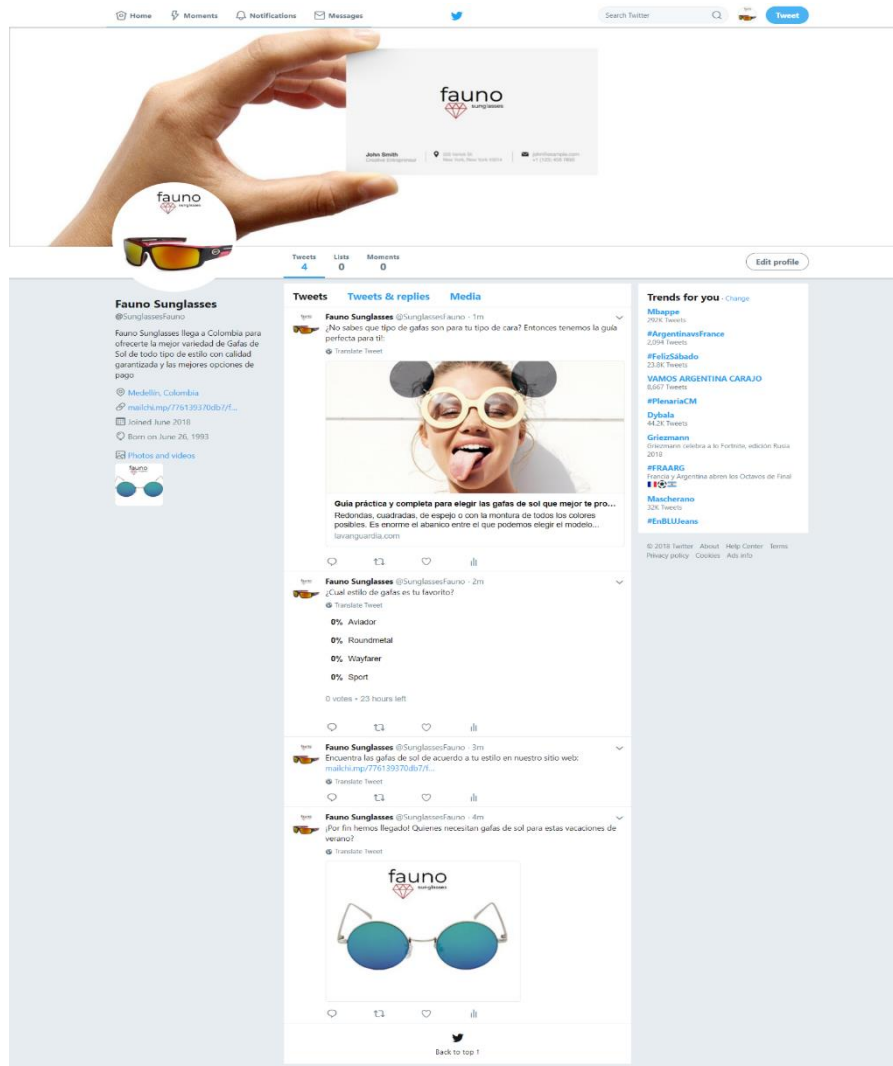 Home
Moments
Notifications
Messages
Search Twitter
Tweet
fauno
sunglasses
John Smith
Creative Entrepreneur
fauno
sunglasses
Tweets
4
Lists
0
Moments
0
Edit profile
Fauno Sunglasses
@SunglassesFauno
Fauno Sunglasses llega a Colombia para
ofrecerte la mejor variedad de Gafas de
Sol de todo tipo de estilo con calidad
garantizada y las mejores opciones de
pago
Medellín, Colombia
mailchi.mp/776139370db7/f...
Joined June 2018
Born on June 26, 1993
Photos and videos
fauno
Tweets
Tweets & replies
Media
Fauno Sunglasses @SunglassesFauno · 1m
¿No sabes que tipo de gafas son para tu tipo de cara? Entonces tenemos la guía
perfecta para ti!:
Translate Tweet
Guía práctica y completa para elegir las gafas de sol que mejor te pro...
Redondas, cuadradas, de espejo o con la montura de todos los colores
posibles. Es enorme el abanico entre el que podemos elegir el modelo...
lavanguardia.com
Fauno Sunglasses @SunglassesFauno · 2m
¿Cual estilo de gafas es tu favorito?
Translate Tweet
0% Aviador
0% Roundmetal
0% Wayfarer
0% Sport
0 votes • 23 hours left
Fauno Sunglasses @SunglassesFauno · 3m
Encuentra las gafas de sol de acuerdo a tu estilo en nuestro sitio web:
mailchi.mp/776139370db7/f...
Translate Tweet
Fauno Sunglasses @SunglassesFauno · 4m
¡Por fin hemos llegado! Quienes necesitan gafas de sol para estas vacaciones de
verano?
Translate Tweet
fauno
sunglasses
Back to top ↑
Trends for you · Change
Mbappe
292K Tweets
#ArgentinavsFrance
2,094 Tweets
#FelizSábado
23.8K Tweets
VAMOS ARGENTINA CARAJO
8,667 Tweets
#PlenariaCM
Dybala
44.2K Tweets
Griezmann
Griezmann celebra a lo Fortnite, edición Rusia
2018
#FRAARG
Francia y Argentina abren los Octavos de Final
Mascherano
32K Tweets
#EnBLUJeans
© 2018 Twitter About Help Center Terms
Privacy policy Cookies Ads info